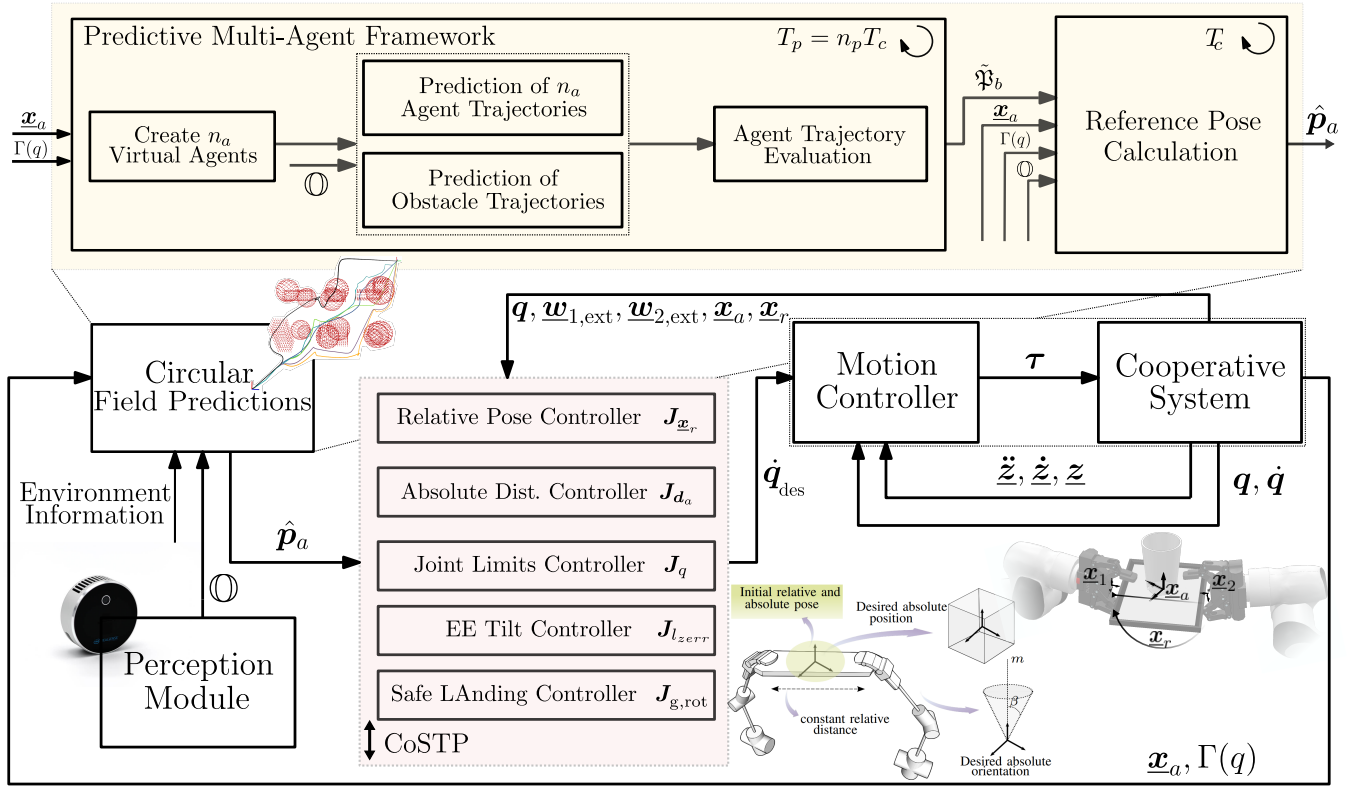 Predictive Multi-Agent Framework
T_p = n_p T_c
T_c
x_a
Γ(q)
Create n_a
Virtual Agents
𝕆
Prediction of n_a
Agent Trajectories
Prediction of
Obstacle Trajectories
Agent Trajectory
Evaluation
𝔓̃_b
x_a
Γ(q)
𝕆
Reference Pose
Calculation
p̂_a
q, w_1,ext, w_2,ext, x_a, x_r
Circular
Field Predictions
Environment
Information
p̂_a
𝕆
Perception
Module
Relative Pose Controller J_x_r
Absolute Dist. Controller J_d_a
Joint Limits Controller J_q
EE Tilt Controller J_l_zerr
Safe LAnding Controller J_g,rot
CoSTP
q̇_des
Motion
Controller
τ
Cooperative
System
z̈, ż, z
q, q̇
Initial relative and
absolute pose
Desired absolute
position
constant relative
distance
m
β
Desired absolute
orientation
x_1
x_a
x_2
x_r
x_a, Γ(q)